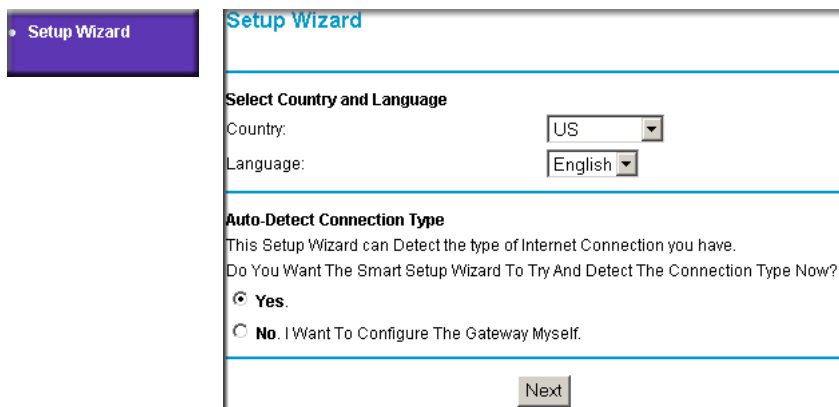 Setup Wizard
Setup Wizard
Select Country and Language
Country: US
Language: English
Auto-Detect Connection Type
This Setup Wizard can Detect the type of Internet Connection you have.
Do You Want The Smart Setup Wizard To Try And Detect The Connection Type Now?
Yes.
No. I Want To Configure The Gateway Myself.
Next